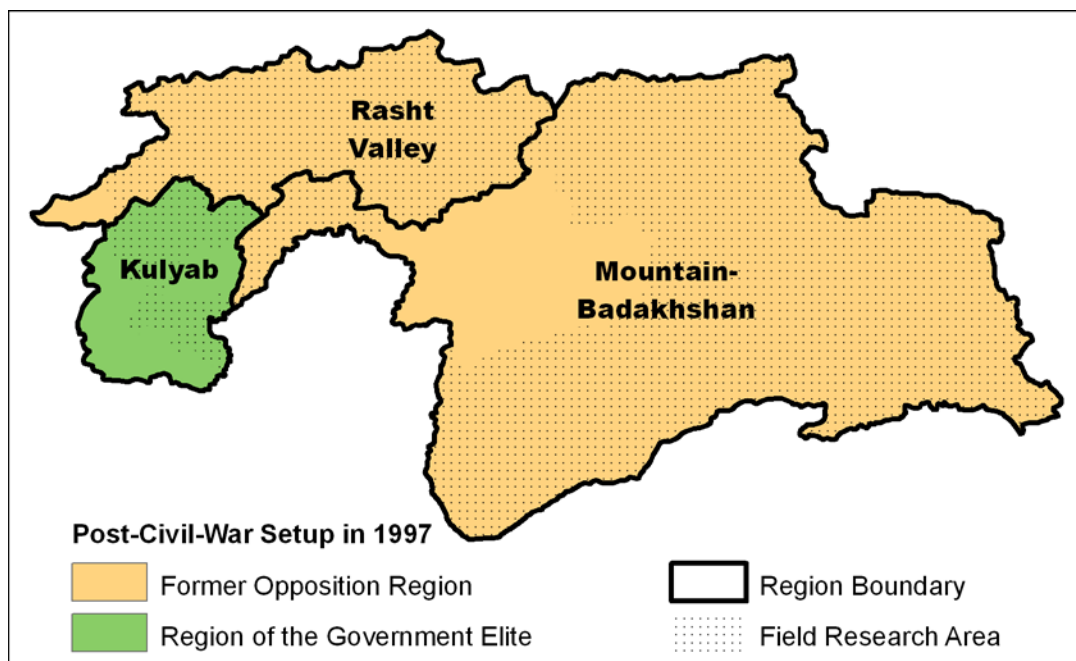 Rasht
Valley
Kulyab
Mountain-
Badakhshan
Post-Civil-War Setup in 1997
Former Opposition Region
Region Boundary
Region of the Government Elite
Field Research Area